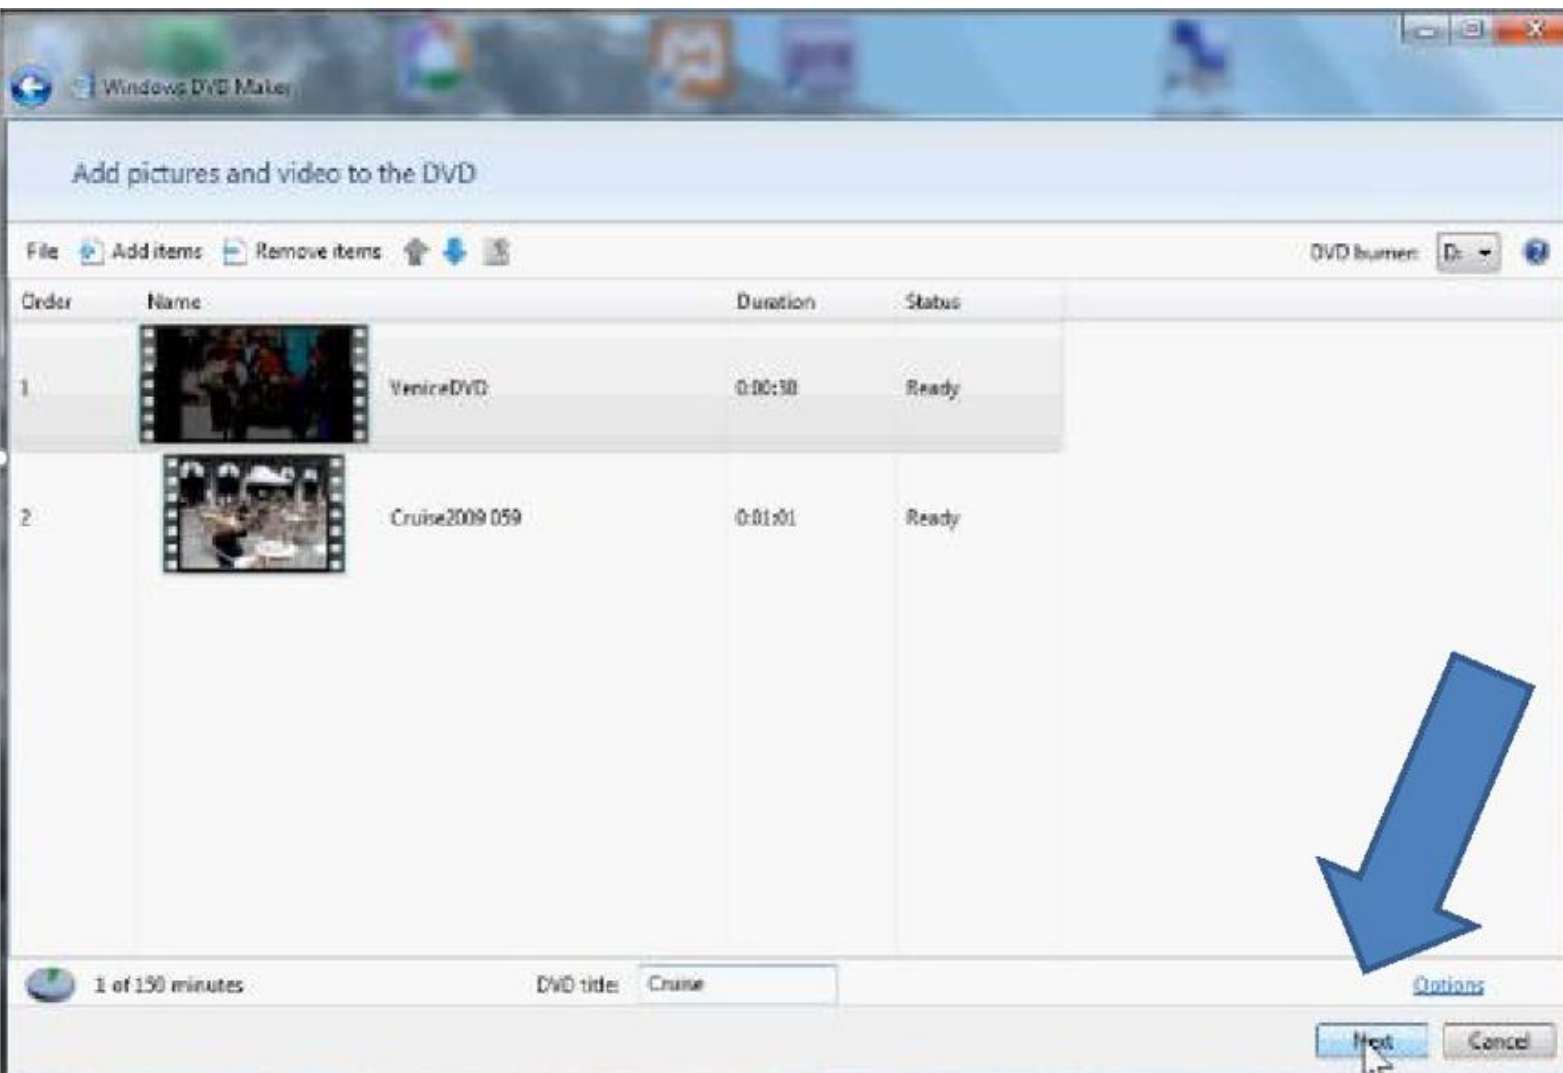 Windows DVD Maker
Add pictures and video to the DVD
File Add items Remove items DVD burner: D:
Order Name Duration Status
1 VeniceDVD 0:00:30 Ready
2 Cruise2009 059 0:01:01 Ready
1 of 150 minutes DVD title: Cruise Options
Next Cancel